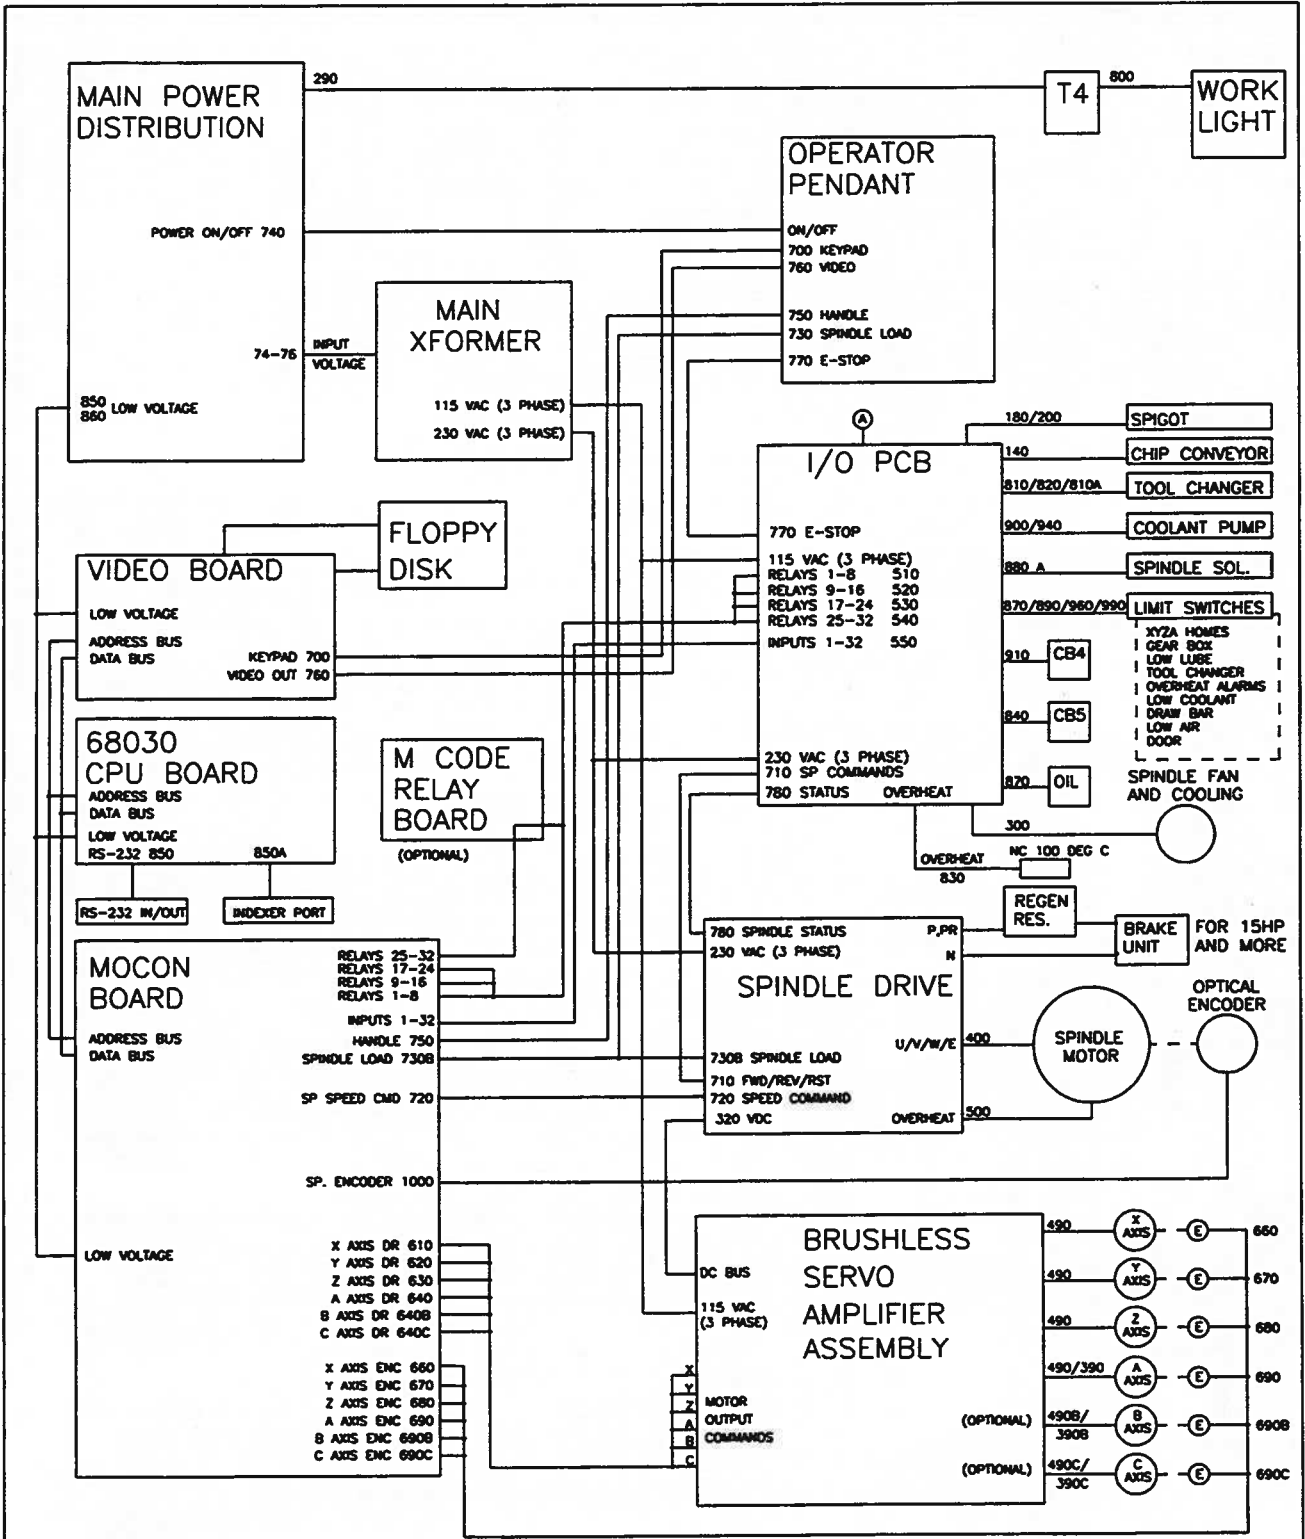 290
800
MAIN POWER
DISTRIBUTION
T4
WORK
LIGHT
OPERATOR
PENDANT
POWER ON/OFF 740
ON/OFF
700 KEYPAD
760 VIDEO
MAIN
XFORMER
750 HANDLE
730 SPINDLE LOAD
74-76
INPUT
VOLTAGE
770 E-STOP
850
860 LOW VOLTAGE
115 VAC (3 PHASE)
230 VAC (3 PHASE)
A
I/O PCB
180/200
SPIGOT
140
CHIP CONVEYOR
810/820/810A
TOOL CHANGER
900/940
COOLANT PUMP
880 A
SPINDLE SOL.
870/890/960/990
LIMIT SWITCHES
XYZA HOMES
GEAR BOX
LOW LUBE
TOOL CHANGER
OVERHEAT ALARMS
LOW COOLANT
DRAW BAR
LOW AIR
DOOR
910
CB4
840
CB5
870
OIL
770 E-STOP
115 VAC (3 PHASE)
RELAYS 1-8 510
RELAYS 9-16 520
RELAYS 17-24 530
RELAYS 25-32 540
INPUTS 1-32 550
230 VAC (3 PHASE)
710 SP COMMANDS
780 STATUS
OVERHEAT
SPINDLE FAN
AND COOLING
300
OVERHEAT
830
NC 100 DEG C
FLOPPY
DISK
VIDEO BOARD
LOW VOLTAGE
ADDRESS BUS
DATA BUS
KEYPAD 700
VIDEO OUT 760
68030
CPU BOARD
ADDRESS BUS
DATA BUS
LOW VOLTAGE
RS-232 850
850A
RS-232 IN/OUT
INDEXER PORT
M CODE
RELAY
BOARD
(OPTIONAL)
MOCON
BOARD
RELAYS 25-32
RELAYS 17-24
RELAYS 9-16
RELAYS 1-8
INPUTS 1-32
ADDRESS BUS
DATA BUS
HANDLE 750
SPINDLE LOAD 730B
SP SPEED CMD 720
SP. ENCODER 1000
LOW VOLTAGE
X AXIS DR 610
Y AXIS DR 620
Z AXIS DR 630
A AXIS DR 640
B AXIS DR 640B
C AXIS DR 640C
X AXIS ENC 660
Y AXIS ENC 670
Z AXIS ENC 680
A AXIS ENC 690
B AXIS ENC 690B
C AXIS ENC 690C
780 SPINDLE STATUS
230 VAC (3 PHASE)
P,PR
N
REGEN
RES.
BRAKE
UNIT
FOR 15HP
AND MORE
SPINDLE DRIVE
OPTICAL
ENCODER
730B SPINDLE LOAD
710 FWD/REV/RST
720 SPEED COMMAND
320 VDC
U/V/W/E
400
SPINDLE
MOTOR
OVERHEAT
500
BRUSHLESS
SERVO
AMPLIFIER
ASSEMBLY
DC BUS
115 VAC
(3 PHASE)
X
Y
Z
A
B
C
MOTOR
OUTPUT
COMMANDS
490
X
AXIS
E
660
490
Y
AXIS
E
670
490
Z
AXIS
E
680
490/390
A
AXIS
E
690
(OPTIONAL)
490B/
390B
B
AXIS
E
690B
(OPTIONAL)
490C/
390C
C
AXIS
E
690C